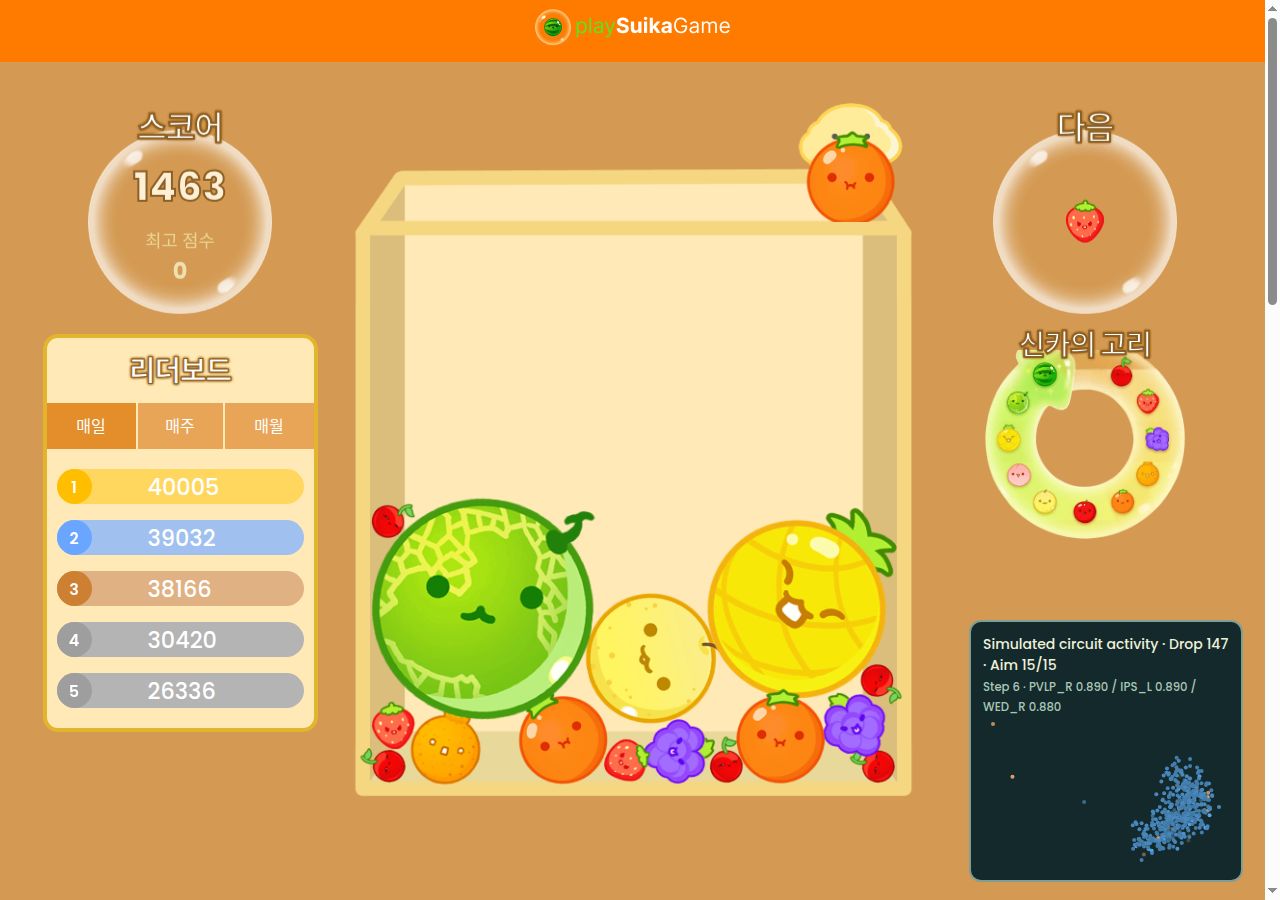 playSuikaGame
스코어
1463
최고 점수
0
리더보드
매일
매주
매월
1 40005
2 39032
3 38166
4 30420
5 26336
다음
신카의 고리
Simulated circuit activity · Drop 147
· Aim 15/15
Step 6 · PVLP_R 0.890 / IPS_L 0.890 /
WED_R 0.880